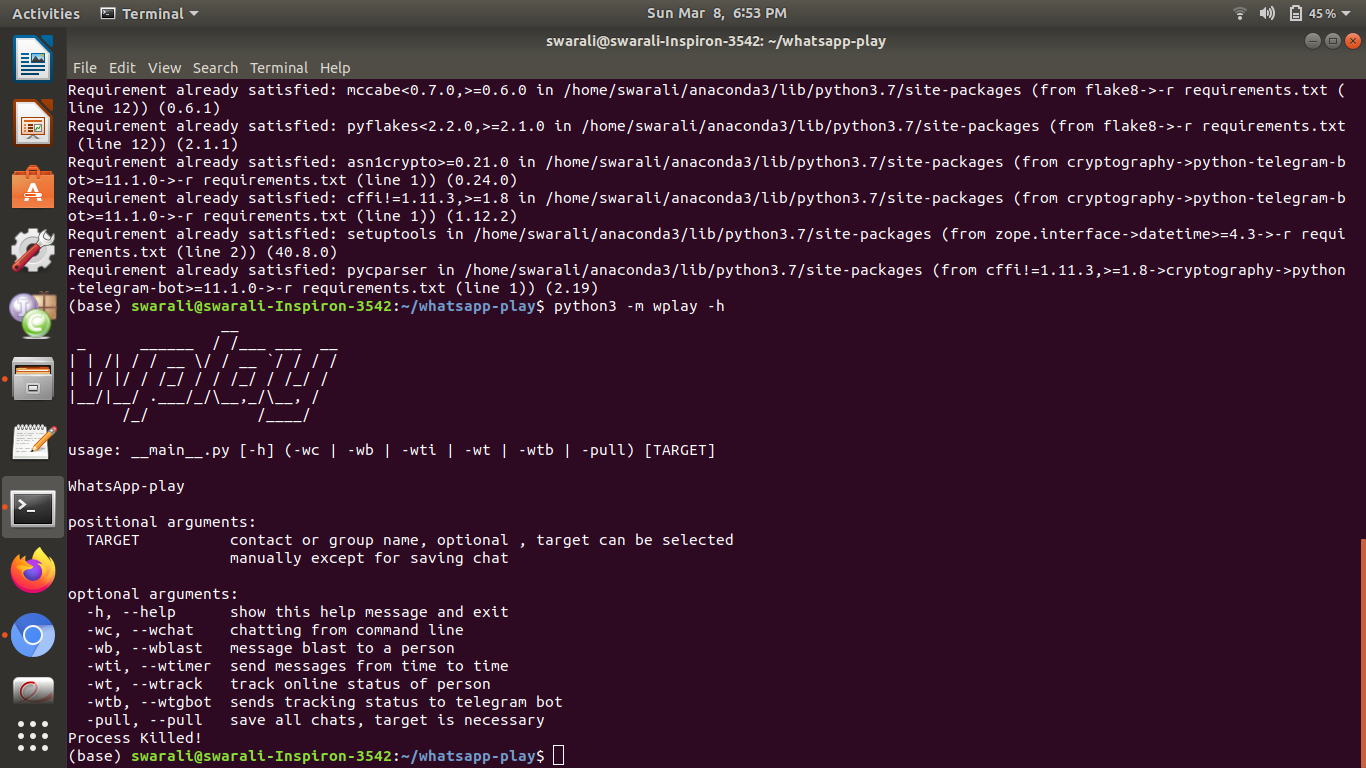 Activities Terminal Sun Mar 8, 6:53 PM 45%
swarali@swarali-Inspiron-3542: ~/whatsapp-play
File Edit View Search Terminal Help
Requirement already satisfied: mccabe<0.7.0,>=0.6.0 in /home/swarali/anaconda3/lib/python3.7/site-packages (from flake8->-r requirements.txt (
line 12)) (0.6.1)
Requirement already satisfied: pyflakes<2.2.0,>=2.1.0 in /home/swarali/anaconda3/lib/python3.7/site-packages (from flake8->-r requirements.txt
 (line 12)) (2.1.1)
Requirement already satisfied: asn1crypto>=0.21.0 in /home/swarali/anaconda3/lib/python3.7/site-packages (from cryptography->python-telegram-b
ot>=11.1.0->-r requirements.txt (line 1)) (0.24.0)
Requirement already satisfied: cffi!=1.11.3,>=1.8 in /home/swarali/anaconda3/lib/python3.7/site-packages (from cryptography->python-telegram-b
ot>=11.1.0->-r requirements.txt (line 1)) (1.12.2)
Requirement already satisfied: setuptools in /home/swarali/anaconda3/lib/python3.7/site-packages (from zope.interface->datetime>=4.3->-r requi
rements.txt (line 2)) (40.8.0)
Requirement already satisfied: pycparser in /home/swarali/anaconda3/lib/python3.7/site-packages (from cffi!=1.11.3,>=1.8->cryptography->python
-telegram-bot>=11.1.0->-r requirements.txt (line 1)) (2.19)
(base) swarali@swarali-Inspiron-3542:~/whatsapp-play$ python3 -m wplay -h
wplay
usage: __main__.py [-h] (-wc | -wb | -wti | -wt | -wtb | -pull) [TARGET]
WhatsApp-play
positional arguments:
  TARGET          contact or group name, optional , target can be selected
                  manually except for saving chat
optional arguments:
  -h, --help      show this help message and exit
  -wc, --wchat    chatting from command line
  -wb, --wblast   message blast to a person
  -wti, --wtimer  send messages from time to time
  -wt, --wtrack   track online status of person
  -wtb, --wtgbot  sends tracking status to telegram bot
  -pull, --pull   save all chats, target is necessary
Process Killed!
(base) swarali@swarali-Inspiron-3542:~/whatsapp-play$